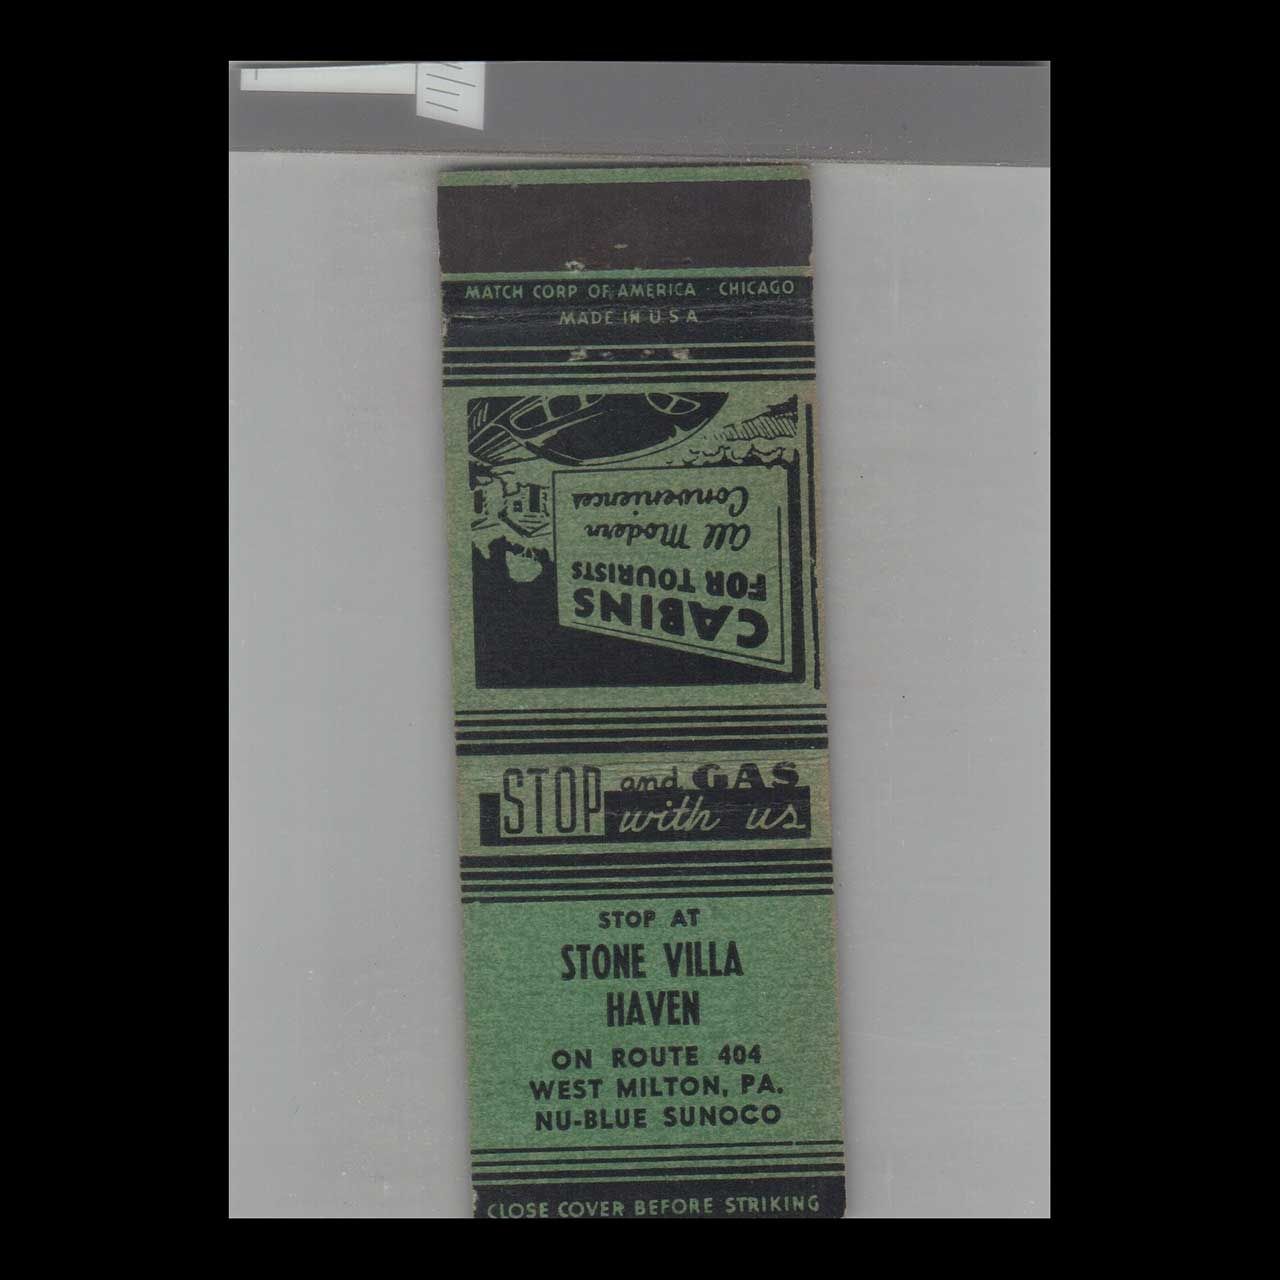 MATCH CORP OF AMERICA · CHICAGO
MADE IN U S A
CABINS
FOR TOURISTS
All Modern
Conveniences
STOP and GAS
with us
STOP AT
STONE VILLA
HAVEN
ON ROUTE 404
WEST MILTON, PA.
NU-BLUE SUNOCO
CLOSE COVER BEFORE STRIKING